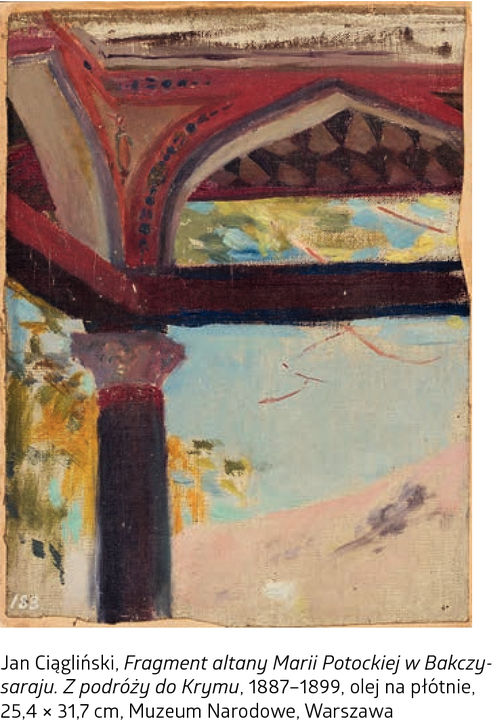 183
Jan Ciągliński, Fragment altany Marii Potockiej w Bakczy-
saraju. Z podróży do Krymu, 1887–1899, olej na płótnie,
25,4 × 31,7 cm, Muzeum Narodowe, Warszawa